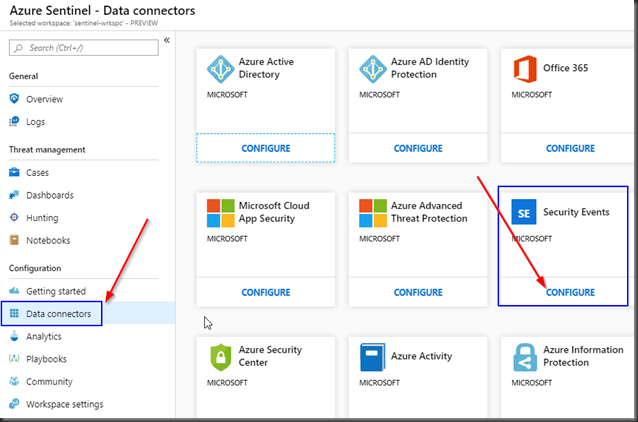 Azure Sentinel - Data connectors
Selected workspace: 'sentinel-wrkspc' - PREVIEW
Search (Ctrl+/)
«
General
Overview
Logs
Threat management
Cases
Dashboards
Hunting
Notebooks
Configuration
Getting started
Data connectors
Analytics
Playbooks
Community
Workspace settings
Azure Active
Directory
MICROSOFT
CONFIGURE
Azure AD Identity
Protection
MICROSOFT
CONFIGURE
Office 365
MICROSOFT
CONFIGURE
Microsoft Cloud
App Security
MICROSOFT
CONFIGURE
Azure Advanced
Threat Protection
MICROSOFT
CONFIGURE
SE
Security Events
MICROSOFT
CONFIGURE
Azure Security
Center
MICROSOFT
Azure Activity
MICROSOFT
Azure Information
Protection
MICROSOFT